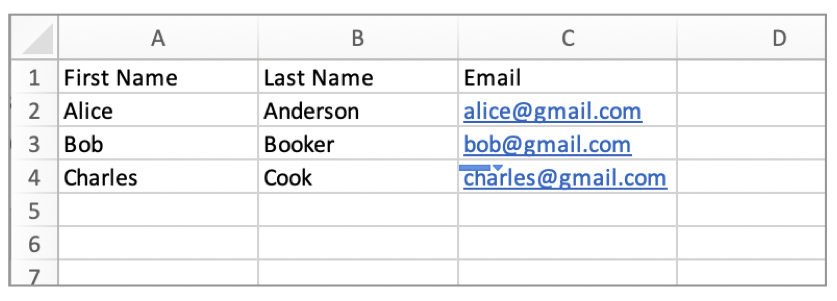 A B C D
1 First Name Last Name Email
2 Alice Anderson alice@gmail.com
3 Bob Booker bob@gmail.com
4 Charles Cook charles@gmail.com
5
6
7